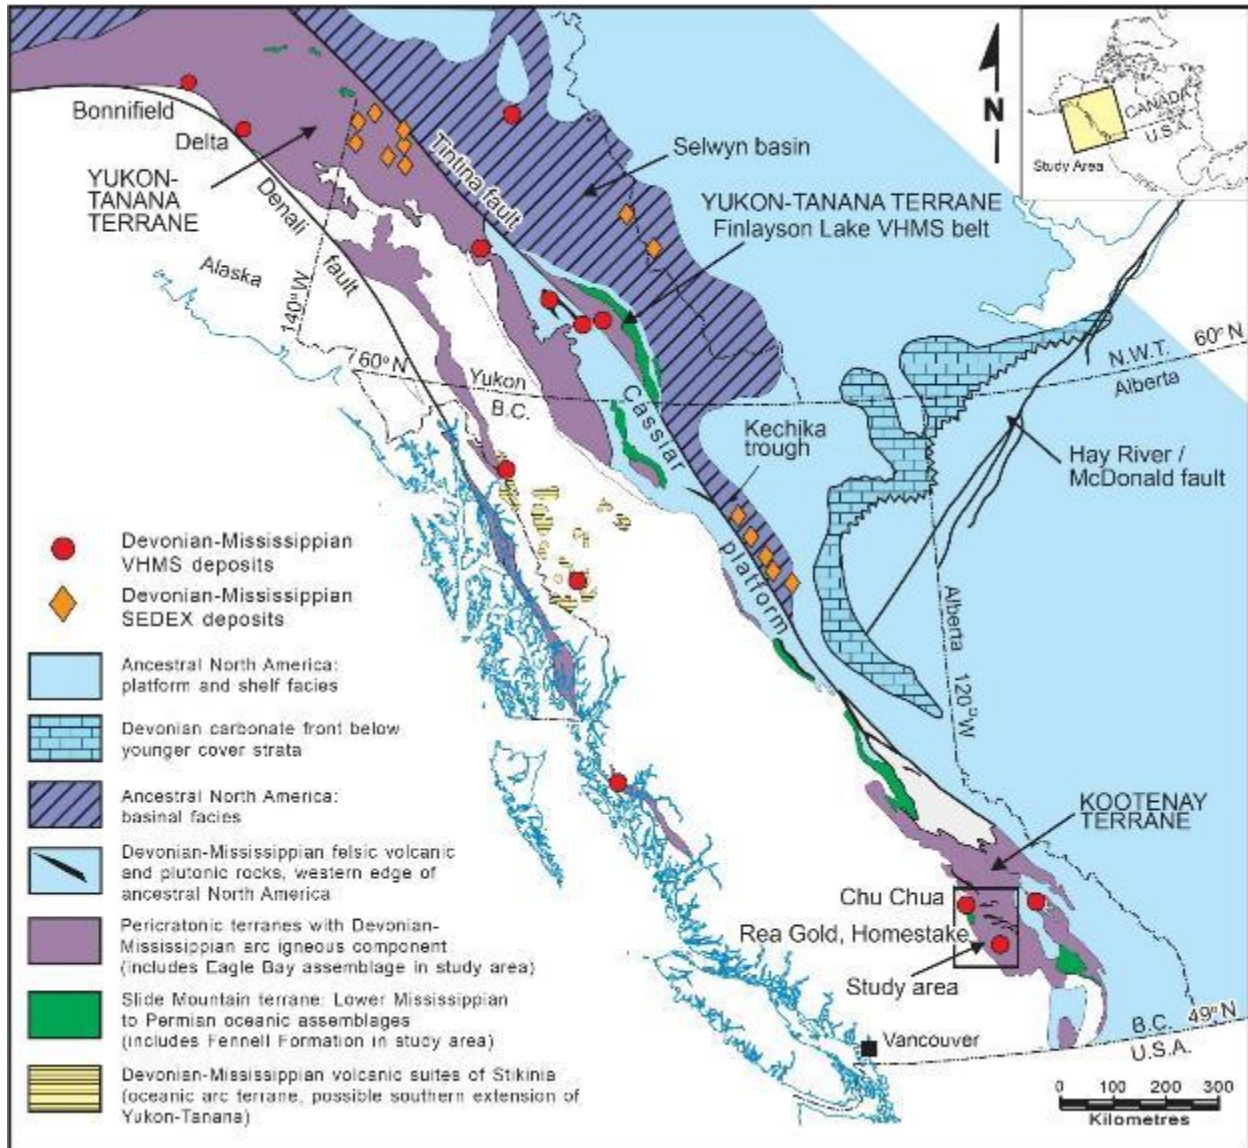 N
CANADA
U.S.A.
Study Area
Bonnifield
Delta
YUKON-
TANANA
TERRANE
Denali
fault
Tintina fault
Selwyn basin
YUKON-TANANA TERRANE
Finlayson Lake VHMS belt
Alaska
140°W
60°N
Yukon
B.C.
Cassiar
platform
Kechika
trough
N.W.T.
Alberta
60°N
Hay River /
McDonald fault
Alberta
120°W
KOOTENAY
TERRANE
Chu Chua
Rea Gold, Homestake
Study area
Vancouver
B.C.
U.S.A.
49°N
0 100 200 300
Kilometres
Devonian-Mississippian
VHMS deposits
Devonian-Mississippian
SEDEX deposits
Ancestral North America:
platform and shelf facies
Devonian carbonate front below
younger cover strata
Ancestral North America:
basinal facies
Devonian-Mississippian felsic volcanic
and plutonic rocks, western edge of
ancestral North America
Pericratonic terranes with Devonian-
Mississippian arc igneous component
(includes Eagle Bay assemblage in study area)
Slide Mountain terrane: Lower Mississippian
to Permian oceanic assemblages
(includes Fennell Formation in study area)
Devonian-Mississippian volcanic suites of Stikinia
(oceanic arc terrane, possible southern extension of
Yukon-Tanana)